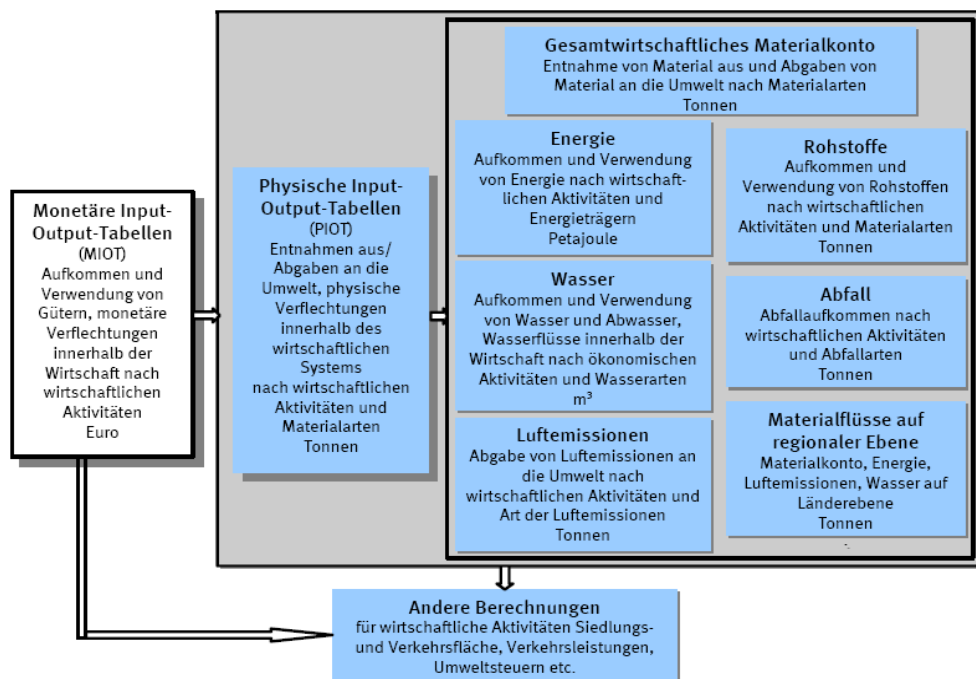 Monetäre Input-
Output-Tabellen
(MIOT)
Aufkommen und
Verwendung von
Gütern, monetäre
Verflechtungen
innerhalb der
Wirtschaft nach
wirtschaftlichen
Aktivitäten
Euro
Physische Input-
Output-Tabellen
(PIOT)
Entnahmen aus/
Abgaben an die
Umwelt, physische
Verflechtungen
innerhalb des
wirtschaftlichen
Systems
nach wirtschaftlichen
Aktivitäten und
Materialarten
Tonnen
Gesamtwirtschaftliches Materialkonto
Entnahme von Material aus und Abgaben von
Material an die Umwelt nach Materialarten
Tonnen
Energie
Aufkommen und Verwendung
von Energie nach wirtschaft-
lichen Aktivitäten und
Energieträgern
Petajoule
Rohstoffe
Aufkommen und
Verwendung von Rohstoffen
nach wirtschaftlichen
Aktivitäten und Materialarten
Tonnen
Wasser
Aufkommen und Verwendung
von Wasser und Abwasser,
Wasserflüsse innerhalb der
Wirtschaft nach ökonomischen
Aktivitäten und Wasserarten
m³
Abfall
Abfallaufkommen nach
wirtschaftlichen Aktivitäten
und Abfallarten
Tonnen
Luftemissionen
Abgabe von Luftemissionen an
die Umwelt nach
wirtschaftlichen Aktivitäten und
Art der Luftemissionen
Tonnen
Materialflüsse auf
regionaler Ebene
Materialkonto, Energie,
Luftemissionen, Wasser auf
Länderebene
Tonnen
Andere Berechnungen
für wirtschaftliche Aktivitäten Siedlungs-
und Verkehrsfläche, Verkehrsleistungen,
Umweltsteuern etc.